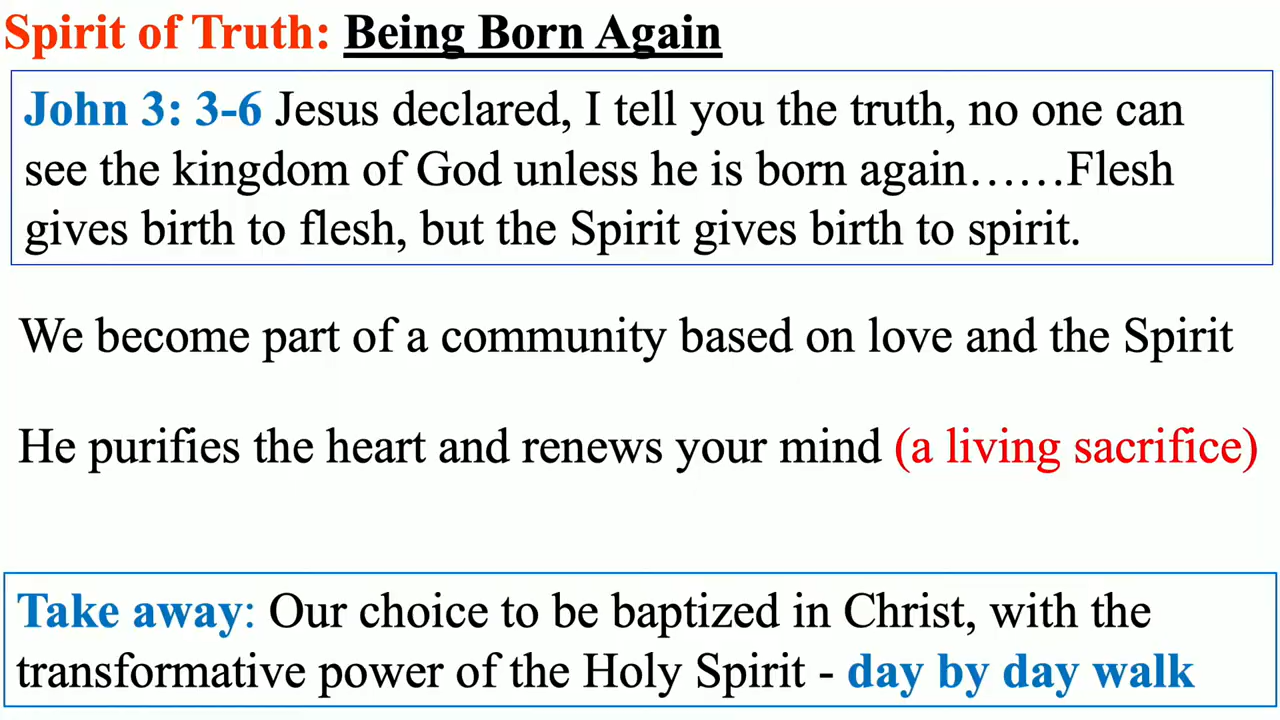 Spirit of Truth: Being Born Again
John 3: 3-6 Jesus declared, I tell you the truth, no one can
see the kingdom of God unless he is born again……Flesh
gives birth to flesh, but the Spirit gives birth to spirit.
We become part of a community based on love and the Spirit
He purifies the heart and renews your mind (a living sacrifice)
Take away: Our choice to be baptized in Christ, with the
transformative power of the Holy Spirit - day by day walk